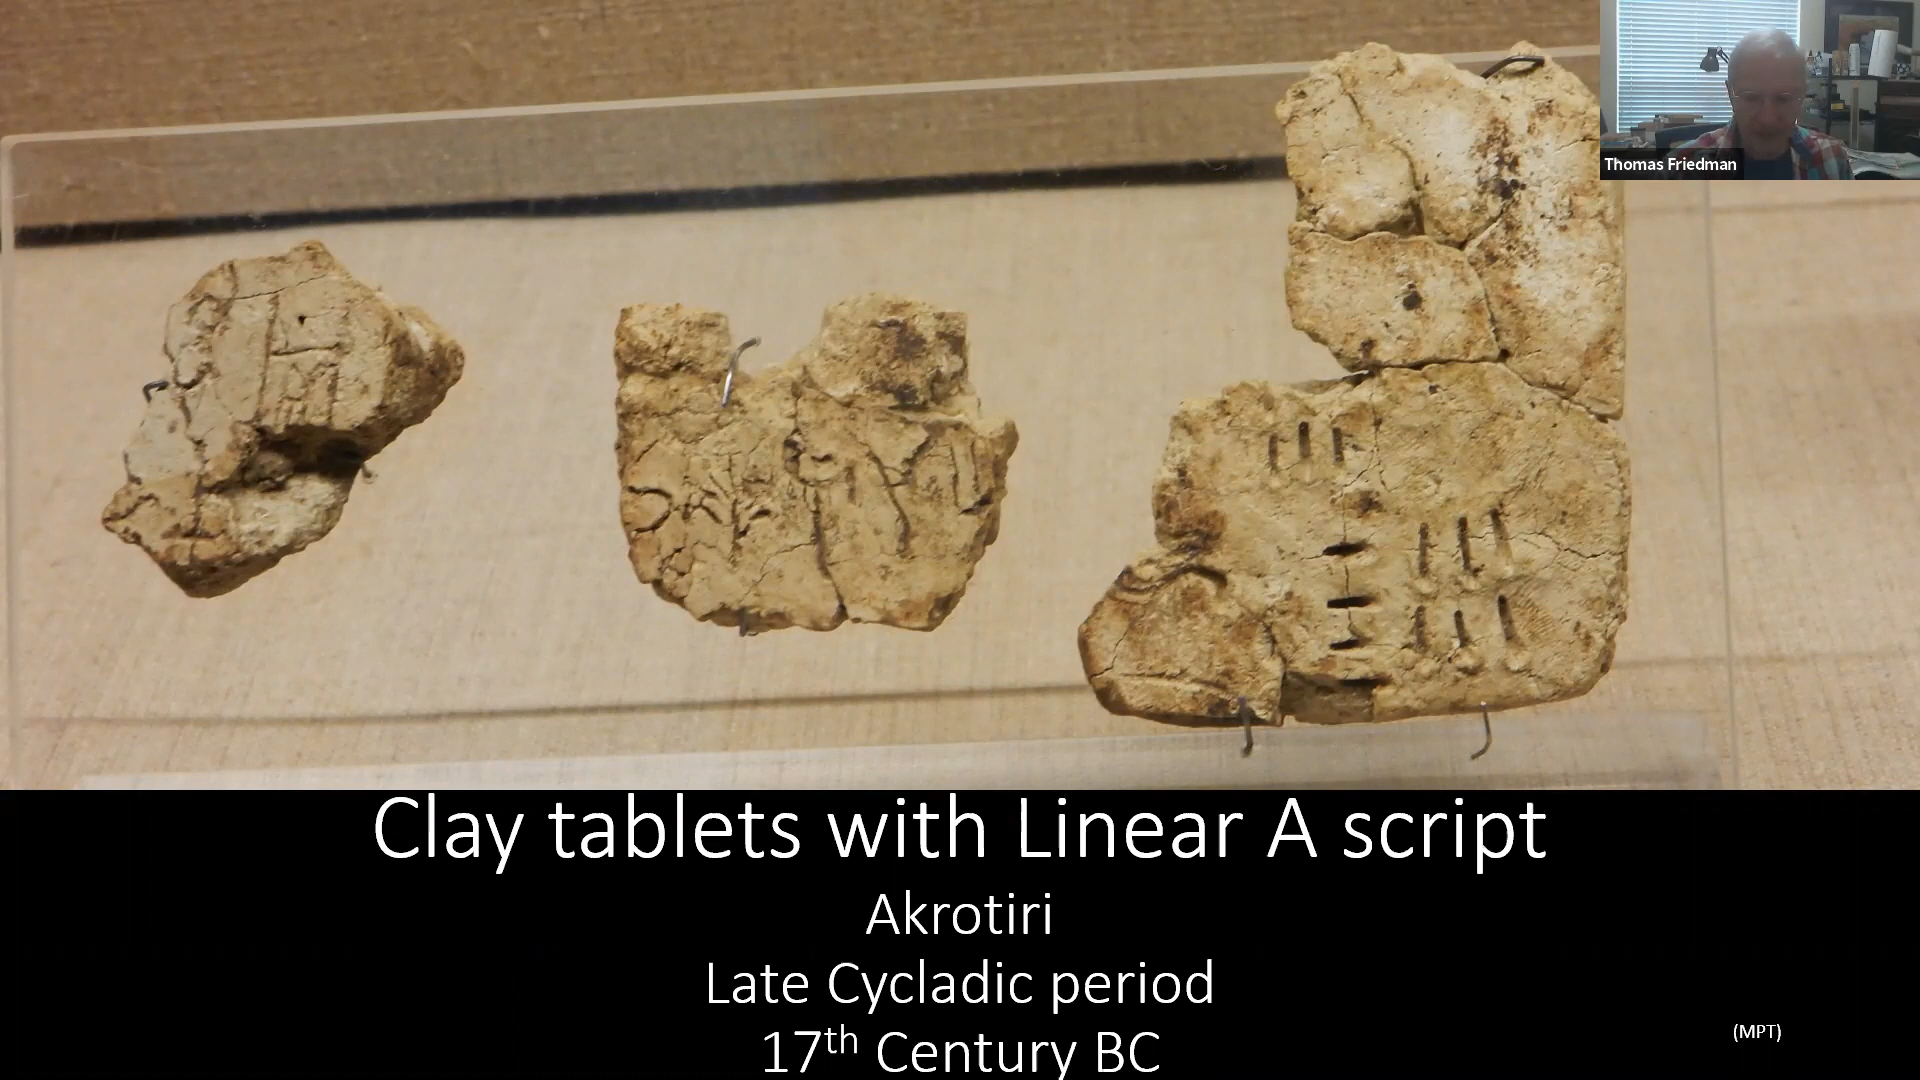 Thomas Friedman
Clay tablets with Linear A script
Akrotiri
Late Cycladic period
17th Century BC
(MPT)